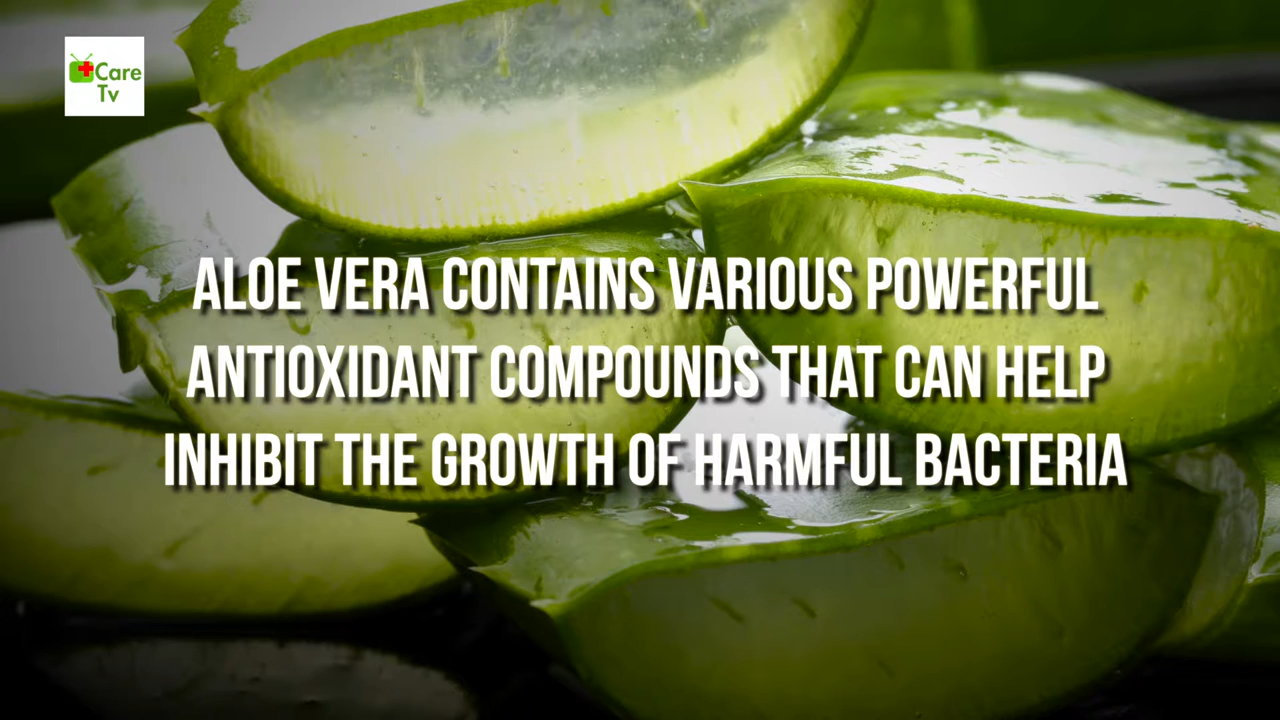 Care
Tv
ALOE VERA CONTAINS VARIOUS POWERFUL
ANTIOXIDANT COMPOUNDS THAT CAN HELP
INHIBIT THE GROWTH OF HARMFUL BACTERIA